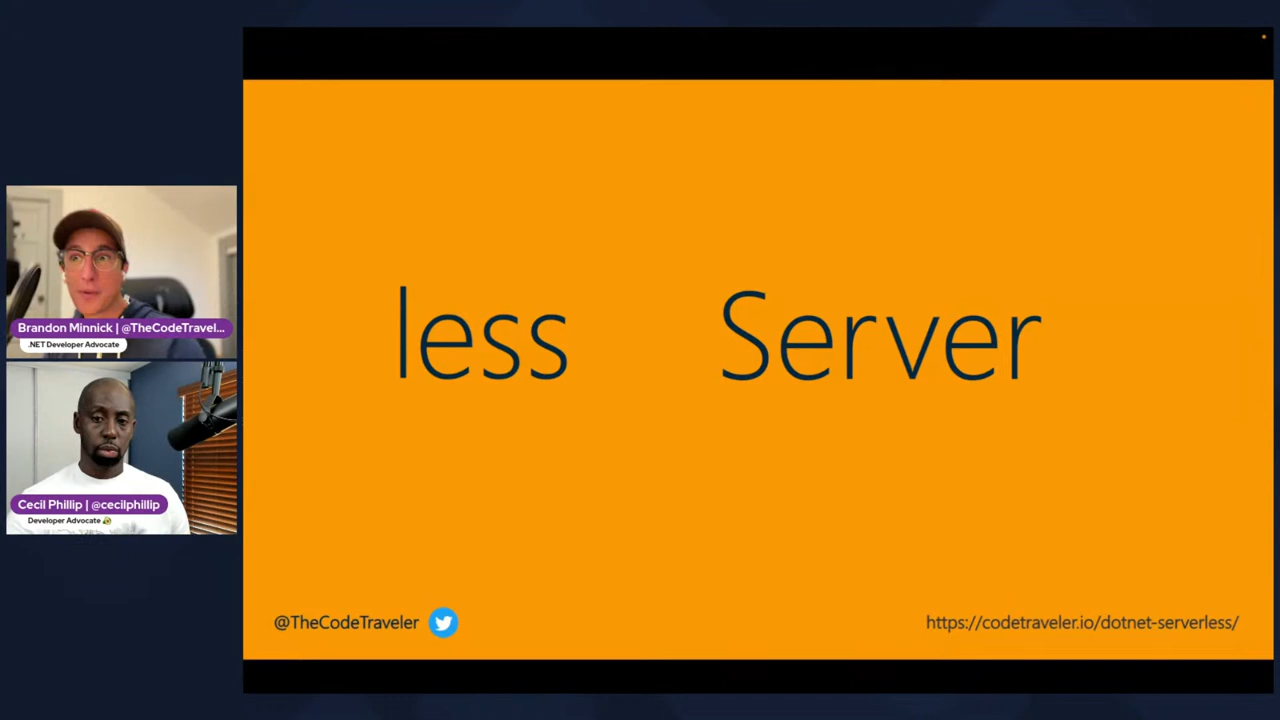 less Server
Brandon Minnick | @TheCodeTravel...
.NET Developer Advocate
Cecil Phillip | @cecilphillip
Developer Advocate
@TheCodeTraveler
https://codetraveler.io/dotnet-serverless/